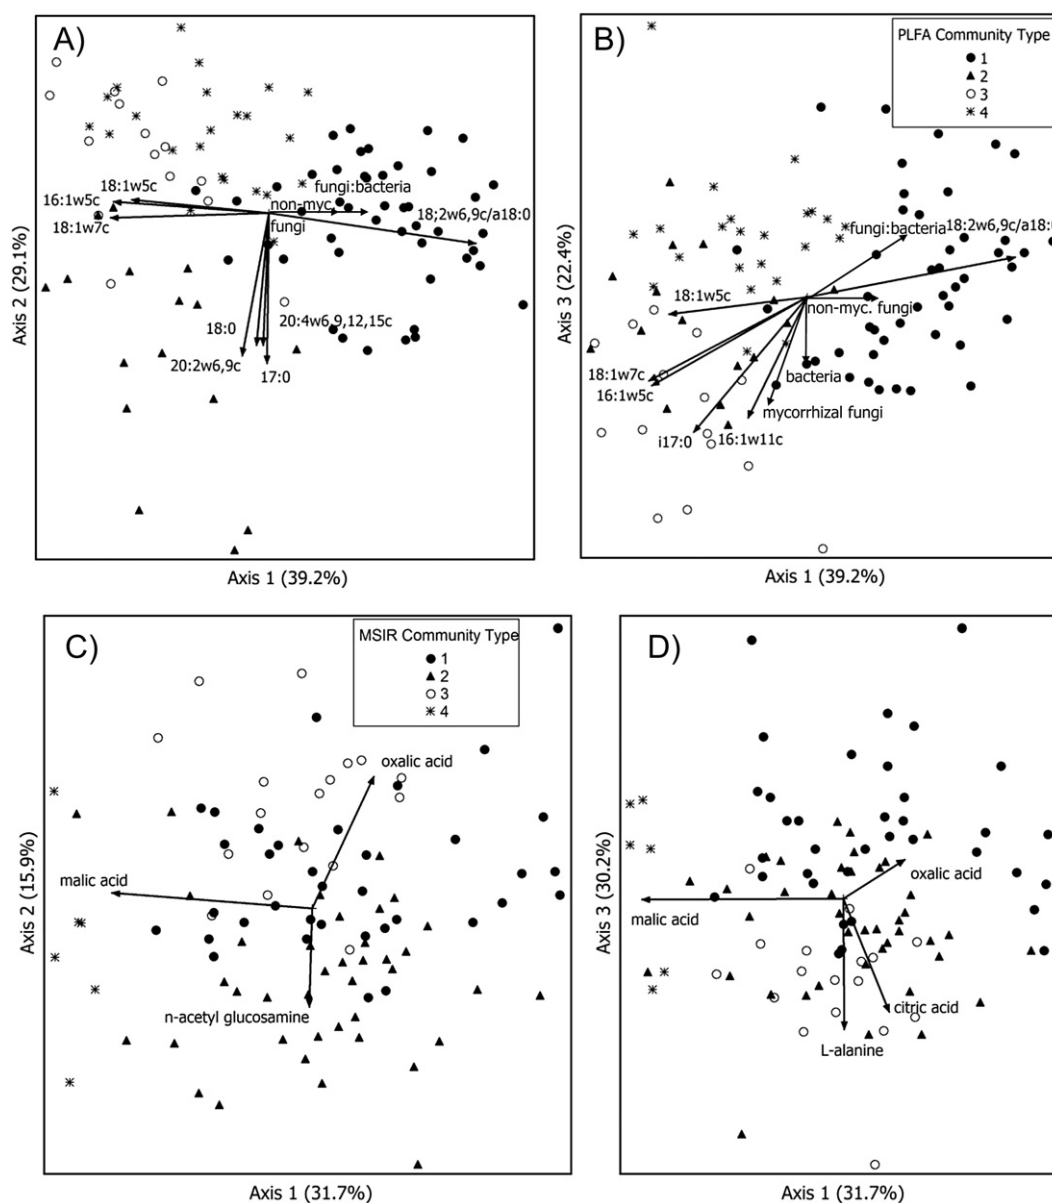 A)
18:1w5c
16:1w5c
18:1w7c
fungi:bacteria
non-myc.
fungi
18;2w6,9c/a18:0
18:0
20:4w6,9,12,15c
20:2w6,9c
17:0
Axis 2 (29.1%)
Axis 1 (39.2%)
B)
PLFA Community Type
1
2
3
4
fungi:bacteria
18:2w6,9c/a18:0
18:1w5c
non-myc. fungi
18:1w7c
16:1w5c
bacteria
mycorrhizal fungi
i17:0
16:1w11c
Axis 3 (22.4%)
Axis 1 (39.2%)
C)
MSIR Community Type
1
2
3
4
oxalic acid
malic acid
n-acetyl glucosamine
Axis 2 (15.9%)
Axis 1 (31.7%)
D)
oxalic acid
malic acid
citric acid
L-alanine
Axis 3 (30.2%)
Axis 1 (31.7%)